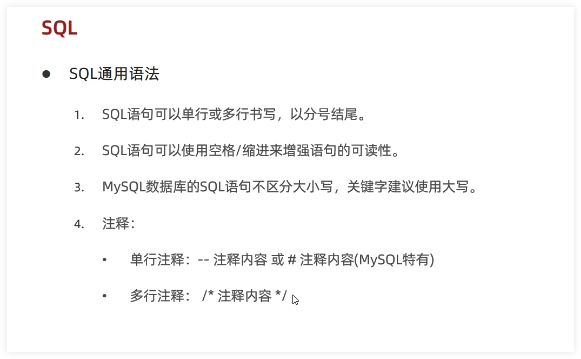 SQL
● SQL通用语法
1. SQL语句可以单行或多行书写，以分号结尾。
2. SQL语句可以使用空格/缩进来增强语句的可读性。
3. MySQL数据库的SQL语句不区分大小写，关键字建议使用大写。
4. 注释：
• 单行注释：-- 注释内容 或 # 注释内容(MySQL特有)
• 多行注释： /* 注释内容 */